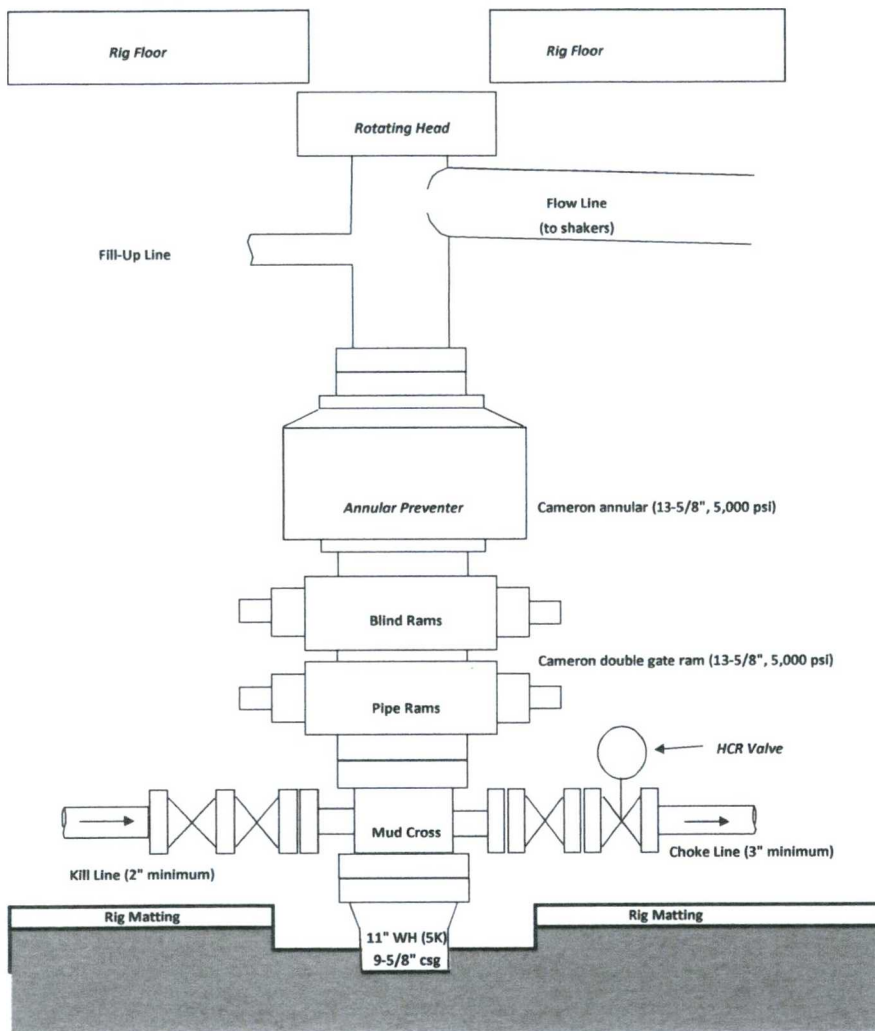 Rig Floor
Rig Floor
Rotating Head
Flow Line
(to shakers)
Fill-Up Line
Annular Preventer
Cameron annular (13-5/8", 5,000 psi)
Blind Rams
Cameron double gate ram (13-5/8", 5,000 psi)
Pipe Rams
HCR Valve
Mud Cross
Kill Line (2" minimum)
Choke Line (3" minimum)
Rig Matting
Rig Matting
11" WH (5K)
9-5/8" csg